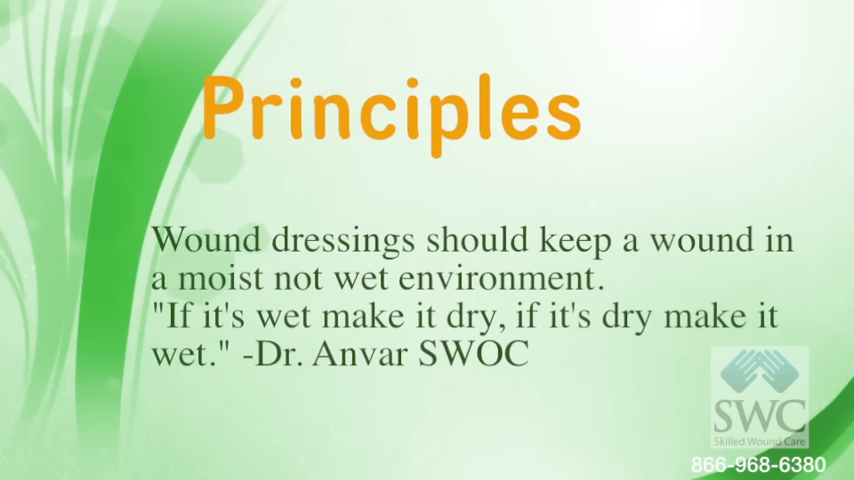 Principles
Wound dressings should keep a wound in
a moist not wet environment.
"If it's wet make it dry, if it's dry make it
wet." -Dr. Anvar SWOC
SWC
Skilled Wound Care
866-968-6380